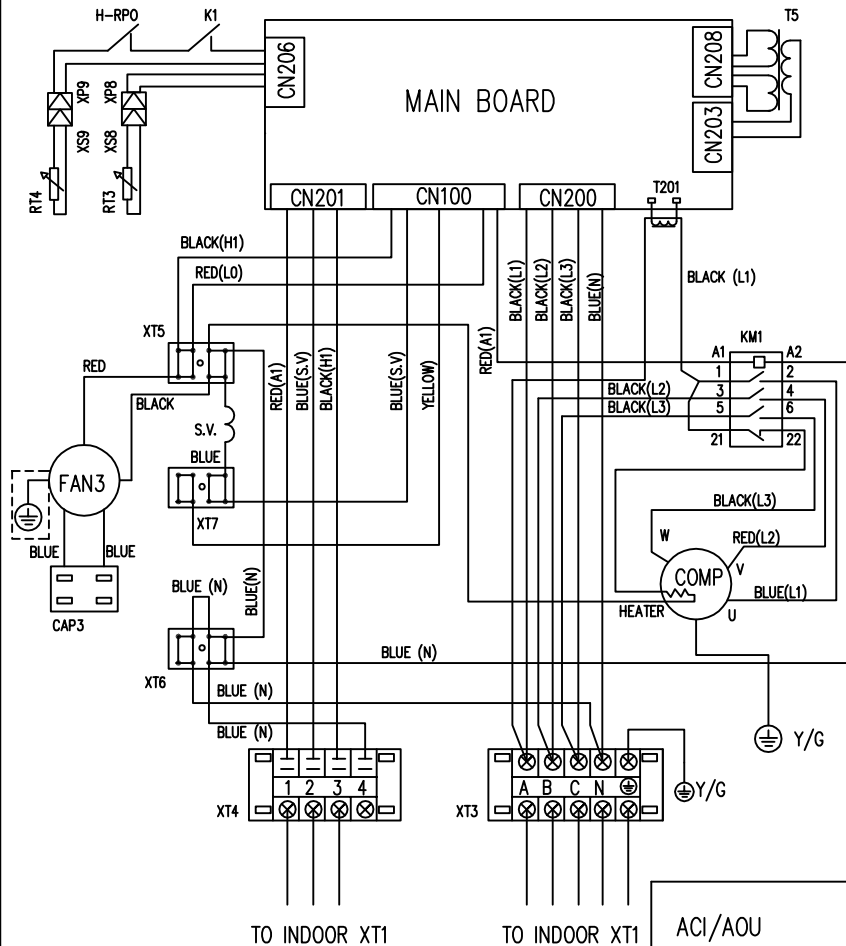 H-RPO
K1
T5
CN206
CN208
MAIN BOARD
XP9
XP8
CN203
XS9
XS8
RT4
RT3
T201
CN201
CN100
CN200
BLACK(H1)
RED(LO)
BLACK(L1)
BLACK(L2)
BLACK(L3)
BLUE(N)
BLACK (L1)
XT5
KM1
RED
RED(A1)
BLUE(S.V)
BLACK(H1)
BLUE(S.V)
YELLOW)
RED(A1)
A1
A2
1
2
BLACK(L2)
3
4
BLACK
BLACK(L3)
5
6
S.V.
21
22
BLUE
FAN3
XT7
BLACK(L3)
W
RED(L2)
BLUE
BLUE
COMP
V
BLUE (N)
BLUE(N)
BLUE(L1)
HEATER
U
CAP3
BLUE (N)
XT6
BLUE (N)
BLUE (N)
Y/G
1 2 3 4
A B C N
Y/G
XT4
XT3
TO INDOOR XT1
TO INDOOR XT1
ACI/AOU